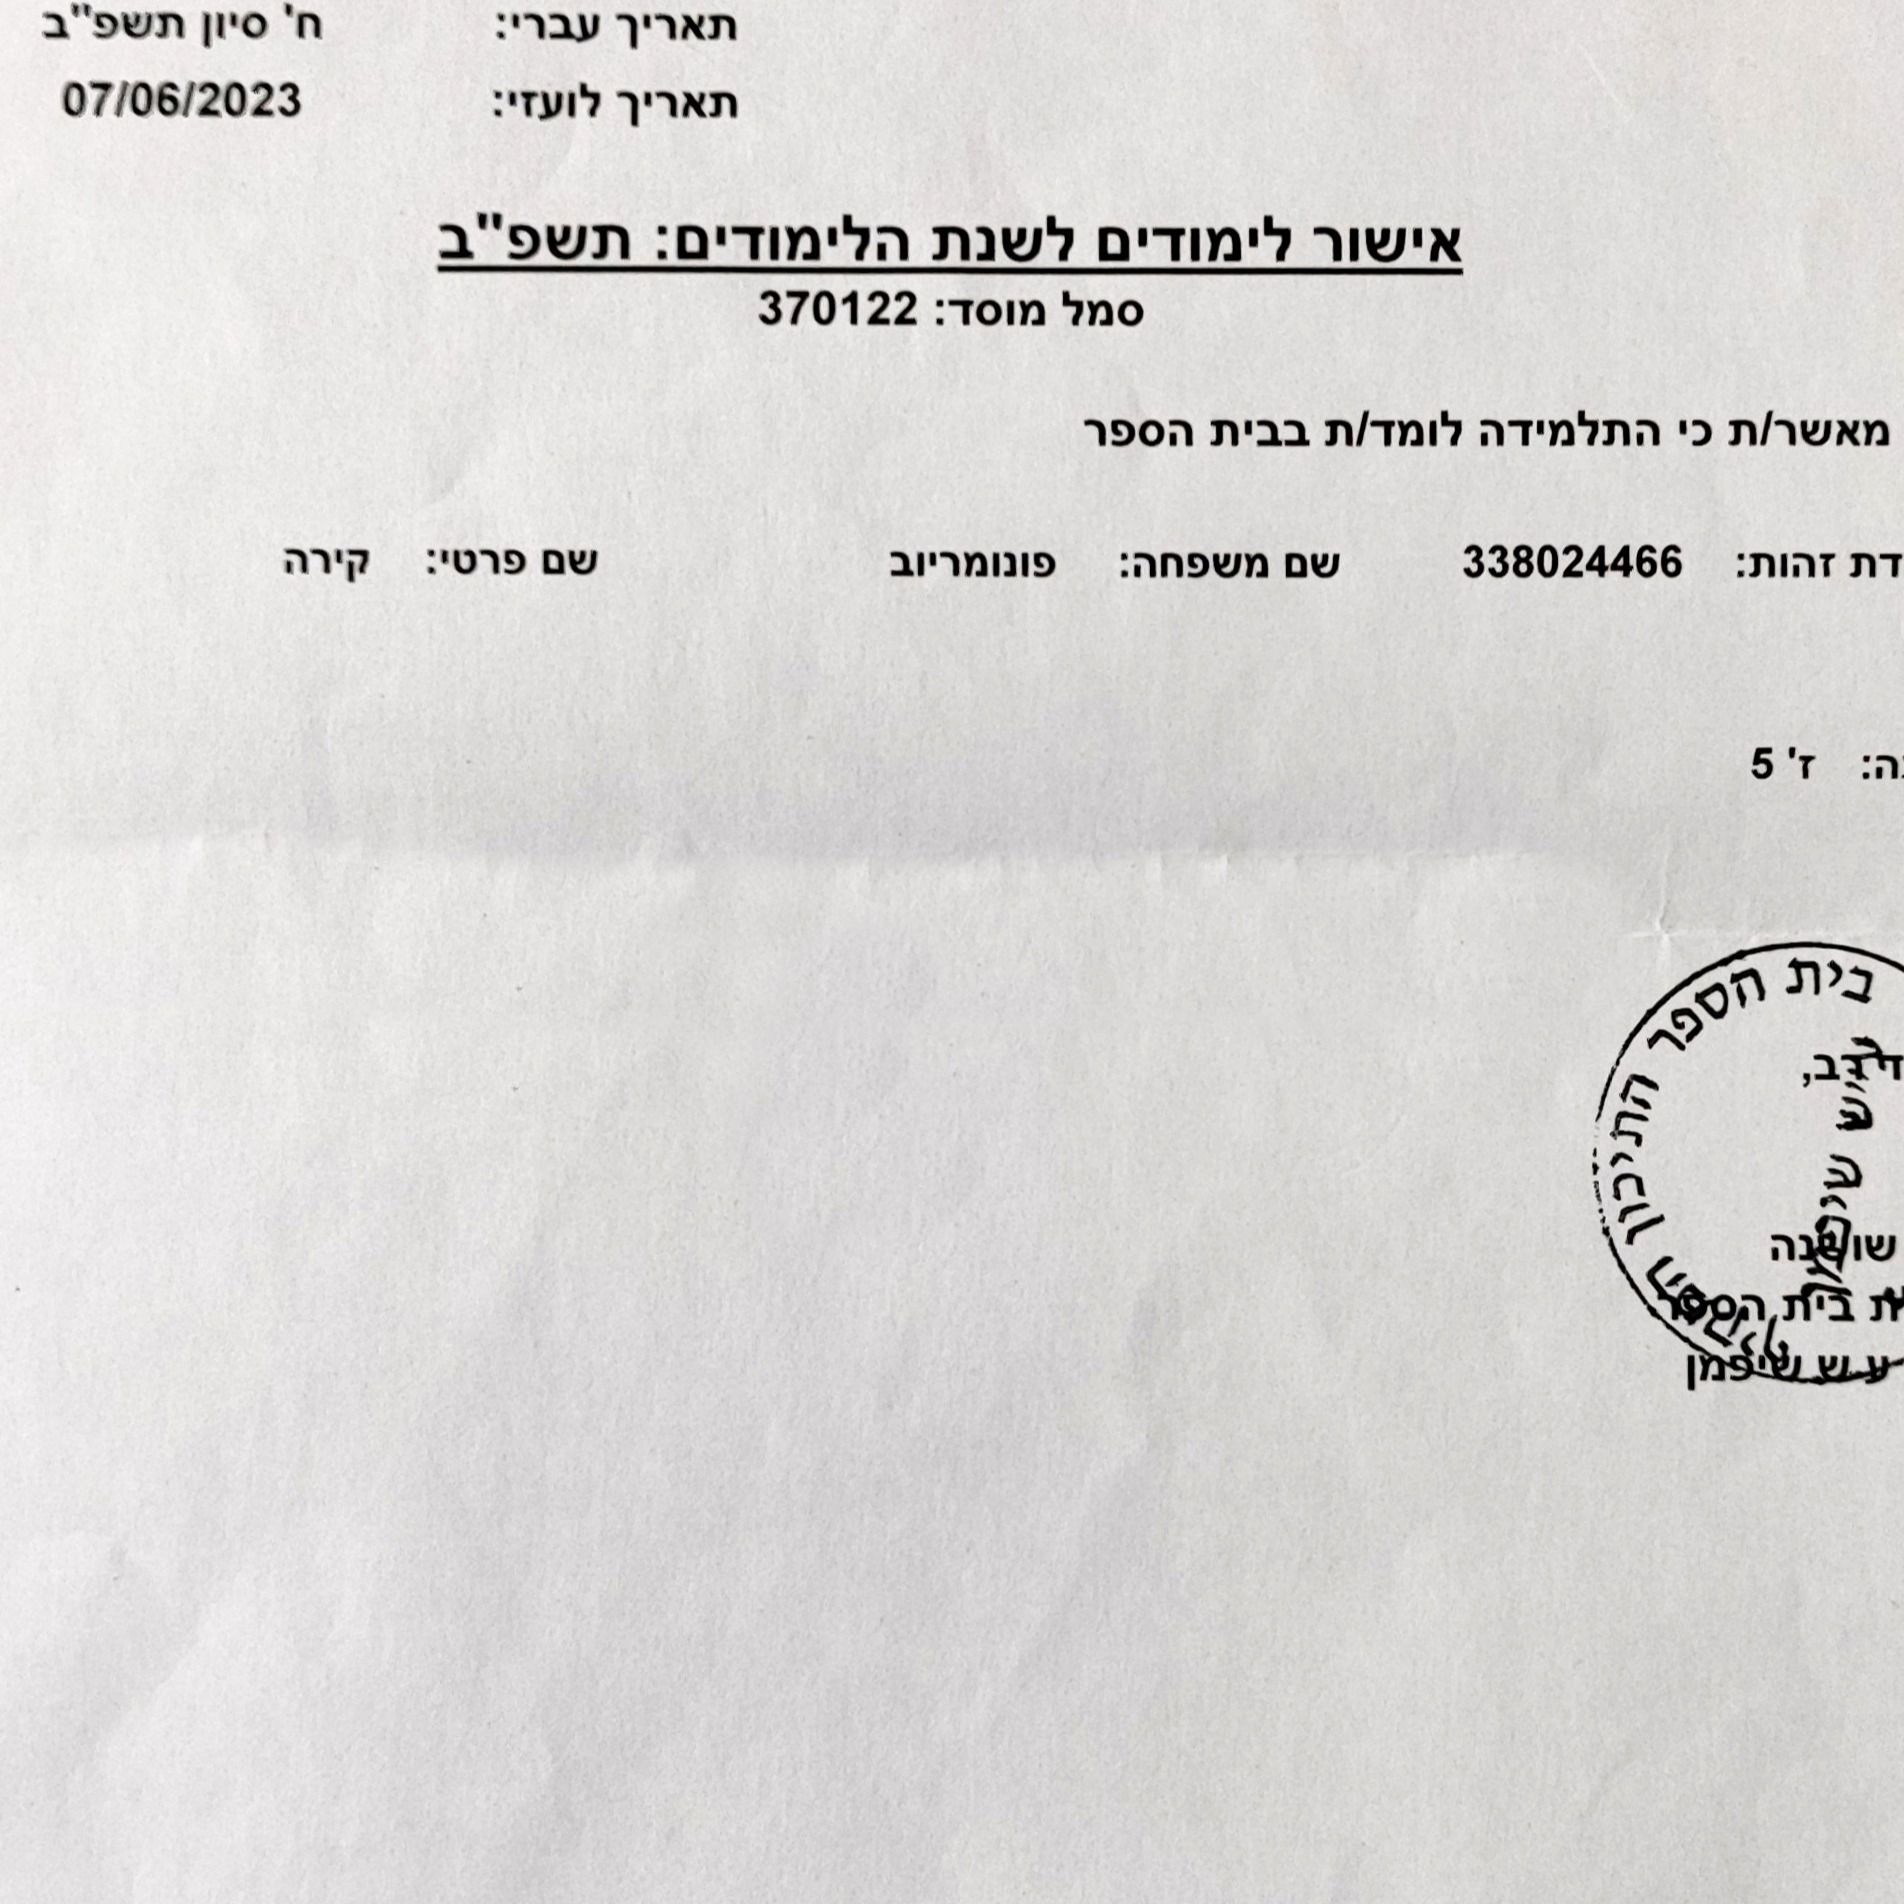 תאריך עברי: ח' סיון תשפ"ב
תאריך לועזי: 07/06/2023
אישור לימודים לשנת הלימודים: תשפ"ב
סמל מוסד: 370122
מאשר/ת כי התלמידה לומד/ת בבית הספר
דת זהות: 338024466 שם משפחה: פונומריוב שם פרטי: קירה
ז' 5
בית הספר התיכון
ת בית הספר
ע ש שיפמן